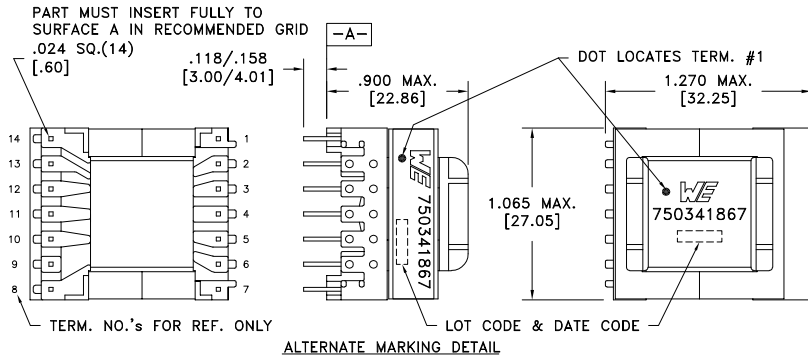 PART MUST INSERT FULLY TO
SURFACE A IN RECOMMENDED GRID
.024 SQ.(14)
[.60]
-A-
.118/.158
[3.00/4.01]
.900 MAX.
[22.86]
DOT LOCATES TERM. #1
1.270 MAX.
[32.25]
14
13
12
11
10
9
8
1
2
3
4
5
6
7
WE 750341867
1.065 MAX.
[27.05]
WE
750341867
TERM. NO.'s FOR REF. ONLY
LOT CODE & DATE CODE
ALTERNATE MARKING DETAIL